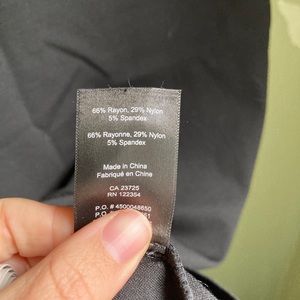 66% Rayon, 29% Nylon
5% Spandex
66% Rayonne, 29% Nylon
5% Spandex
Made in China
Fabriqué en Chine
CA 23725
RN 122354
P.O. # 4500048650
P.O.